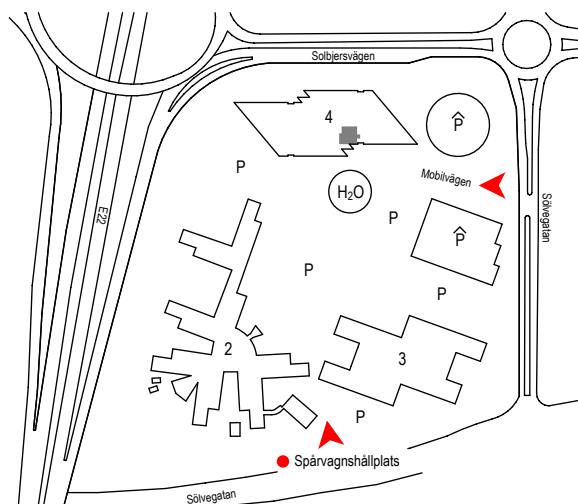 Solbjersvägen
4
P
P
Mobilvägen
H₂O
P
Sölvegatan
E22
P
P
P
2
3
P
Spårvagnshållplats
Sölvegatan